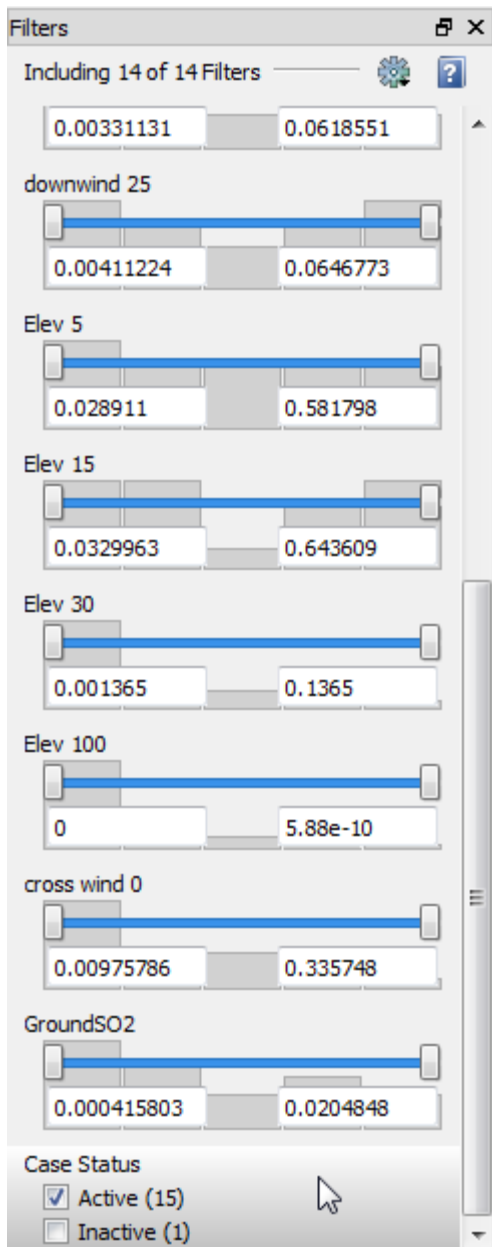 Filters
Including 14 of 14 Filters
0.00331131 0.0618551
downwind 25
0.00411224 0.0646773
Elev 5
0.028911 0.581798
Elev 15
0.0329963 0.643609
Elev 30
0.001365 0.1365
Elev 100
0 5.88e-10
cross wind 0
0.00975786 0.335748
GroundSO2
0.000415803 0.0204848
Case Status
Active (15)
Inactive (1)